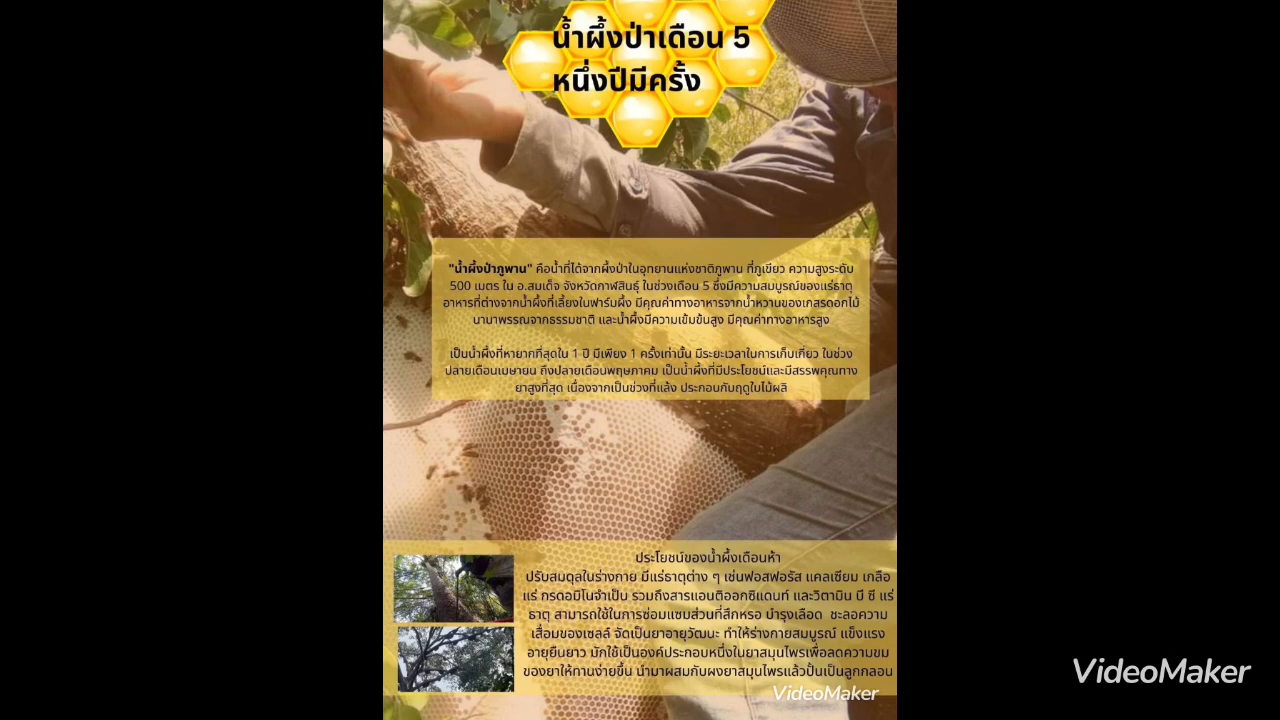 น้ำผึ้งป่าเดือน 5
หนึ่งปีมีครั้ง
"น้ำผึ้งป่าภูพาน" คือน้ำที่ได้จากผึ้งป่าในอุทยานแห่งชาติภูพาน ที่ภูเขียว ความสูงระดับ
500 เมตร ใน อ.สมเด็จ จังหวัดกาฬสินธุ์ ในช่วงเดือน 5 ซึ่งมีความสมบูรณ์ของแร่ธาตุ
อาหารที่ต่างจากน้ำผึ้งที่เลี้ยงในฟาร์มผึ้ง มีคุณค่าทางอาหารจากน้ำหวานของเกสรดอกไม้
นานาพรรณจากธรรมชาติ และน้ำผึ้งมีความเข้มข้นสูง มีคุณค่าทางอาหารสูง
เป็นน้ำผึ้งที่หายากที่สุดใน 1 ปี มีเพียง 1 ครั้งเท่านั้น มีระยะเวลาในการเก็บเกี่ยว ในช่วง
ปลายเดือนเมษายน ถึงปลายเดือนพฤษภาคม เป็นน้ำผึ้งที่มีประโยชน์และมีสรรพคุณทาง
ยาสูงที่สุด เนื่องจากเป็นช่วงที่แล้ง ประกอบกับฤดูใบไม้ผลิ
ประโยชน์ของน้ำผึ้งเดือนห้า
ปรับสมดุลในร่างกาย มีแร่ธาตุต่าง ๆ เช่นฟอสฟอรัส แคลเซียม เกลือ
แร่ กรดอมิโนจำเป็น รวมถึงสารแอนติออกซิแดนท์ และวิตามิน บี ซี แร่
ธาตุ สามารถใช้ในการซ่อมแซมส่วนที่สึกหรอ บำรุงเลือด ชะลอความ
เสื่อมของเซลล์ จัดเป็นยาอายุวัฒนะ ทำให้ร่างกายสมบูรณ์ แข็งแรง
อายุยืนยาว มักใช้เป็นองค์ประกอบหนึ่งในยาสมุนไพรเพื่อลดความขม
ของยาให้ทานง่ายขึ้น นำมาผสมกับผงยาสมุนไพรแล้วปั้นเป็นลูกกลอน
VideoMaker
VideoMaker